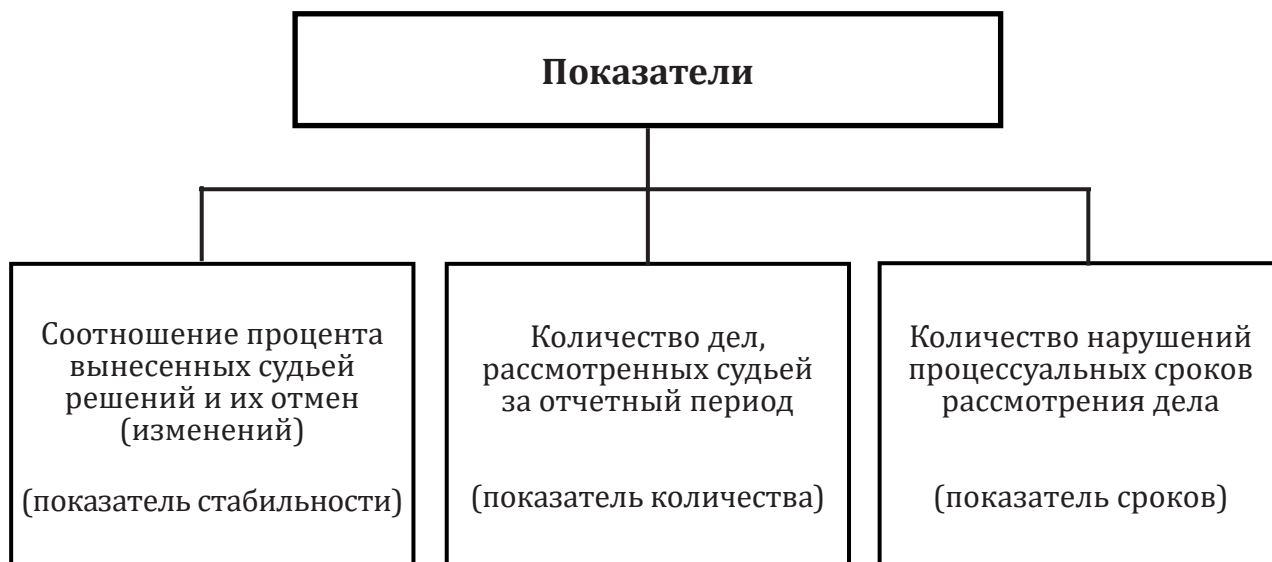 Показатели
Соотношение процента
вынесенных судьей
решений и их отмен
(изменений)
(показатель стабильности)
Количество дел,
рассмотренных судьей
за отчетный период
(показатель количества)
Количество нарушений
процессуальных сроков
рассмотрения дела
(показатель сроков)